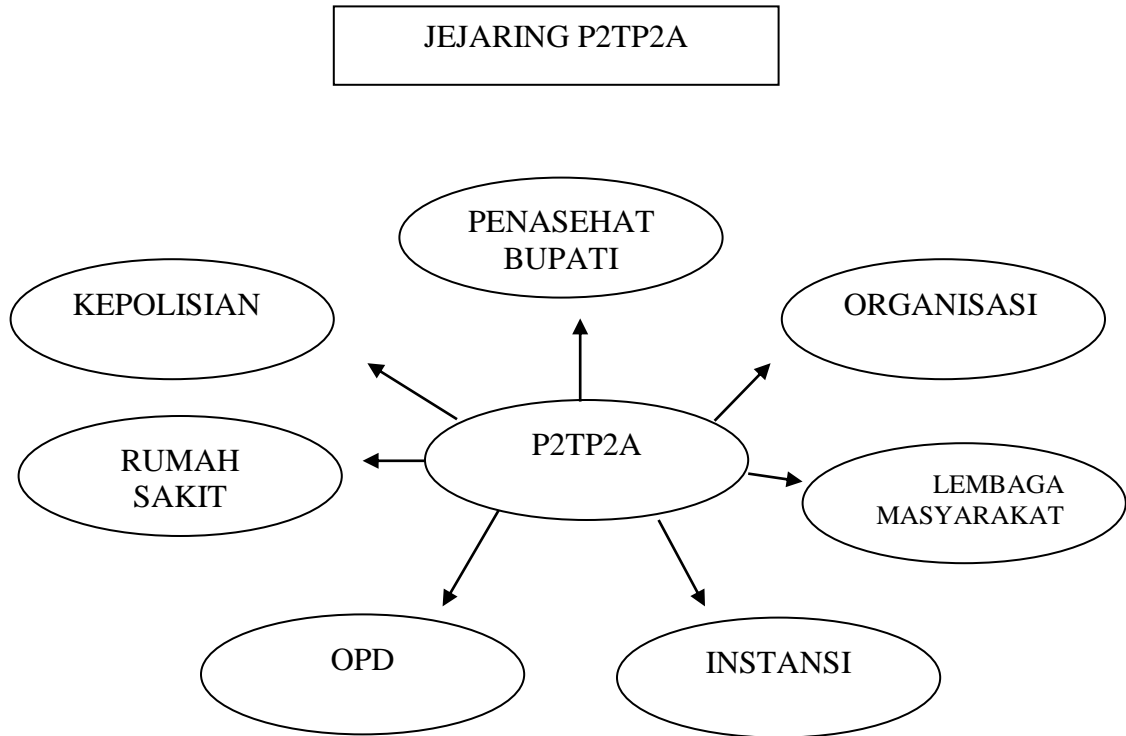 JEJARING P2TP2A
PENASEHAT
BUPATI
KEPOLISIAN
ORGANISASI
P2TP2A
RUMAH
SAKIT
LEMBAGA
MASYARAKAT
OPD
INSTANSI